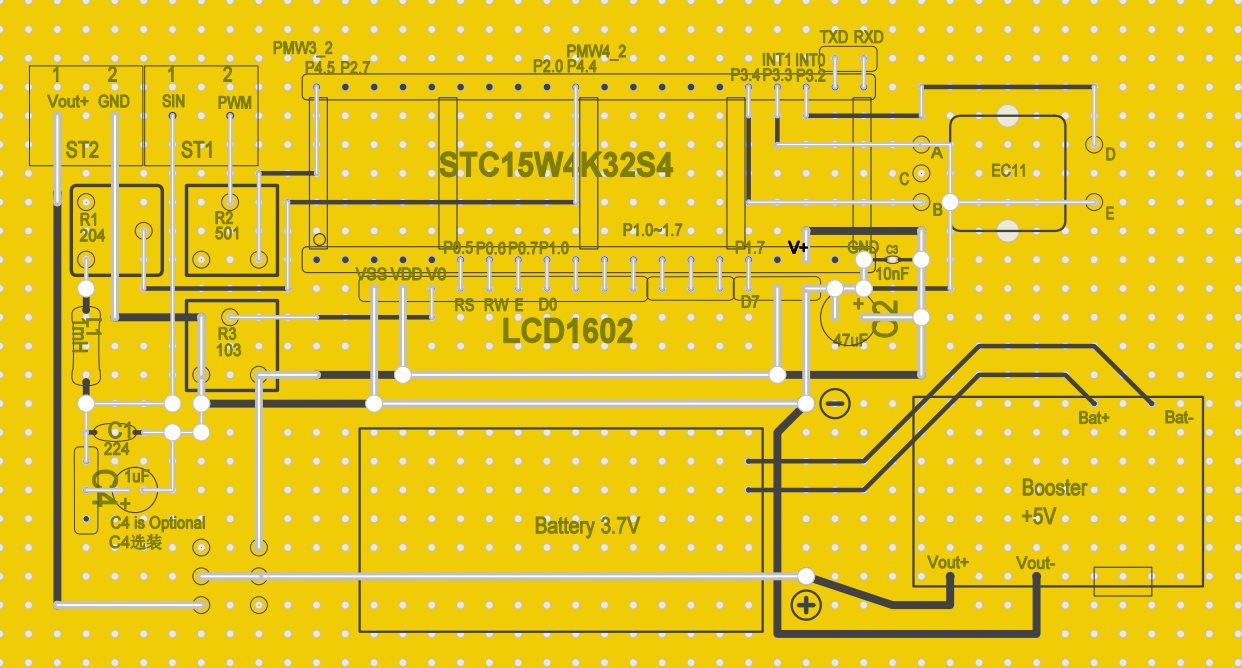 TXD RXD
PMW3_2
PMW4_2
INT1 INT0
P4.5 P2.7
P2.0 P4.4
P3.4 P3.3 P3.2
1 2 1 2
Vout+ GND SIN PWM
ST2 ST1
STC15W4K32S4
A
B
C
D
E
EC11
R1
204
R2
501
P1.0~1.7
P0.5 P0.6 P0.7 P1.0
P1.7
V+
GND
C3
10nF
VSS VDD V0
RS RW E D0
D7
+
C2
47uF
LCD1602
L1
1mH
R3
103
C1
224
C4
1uF
+
C4 is Optional
C4选装
Battery 3.7V
Bat+
Bat-
Booster
+5V
Vout+
Vout-